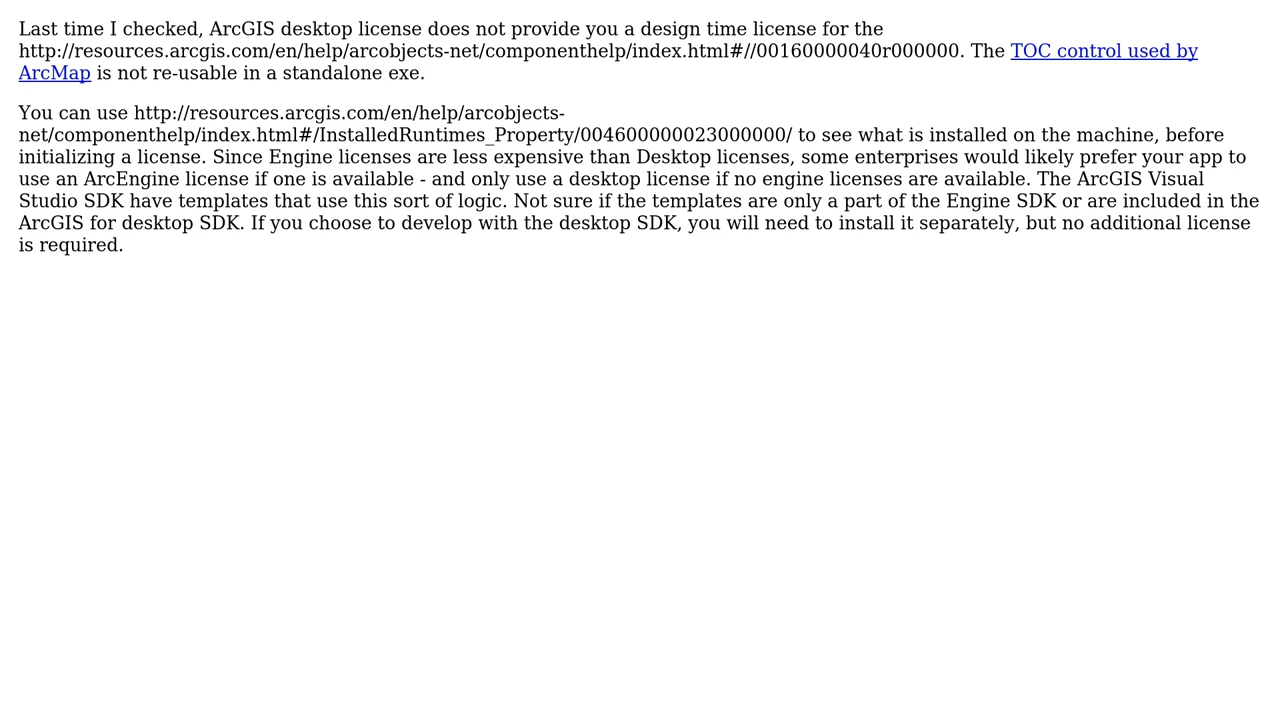 Last time I checked, ArcGIS desktop license does not provide you a design time license for the
http://resources.arcgis.com/en/help/arcobjects-net/componenthelp/index.html#//00160000040r000000. The TOC control used by
ArcMap is not re-usable in a standalone exe.
You can use http://resources.arcgis.com/en/help/arcobjects-
net/componenthelp/index.html#/InstalledRuntimes_Property/004600000023000000/ to see what is installed on the machine, before
initializing a license. Since Engine licenses are less expensive than Desktop licenses, some enterprises would likely prefer your app to
use an ArcEngine license if one is available - and only use a desktop license if no engine licenses are available. The ArcGIS Visual
Studio SDK have templates that use this sort of logic. Not sure if the templates are only a part of the Engine SDK or are included in the
ArcGIS for desktop SDK. If you choose to develop with the desktop SDK, you will need to install it separately, but no additional license
is required.